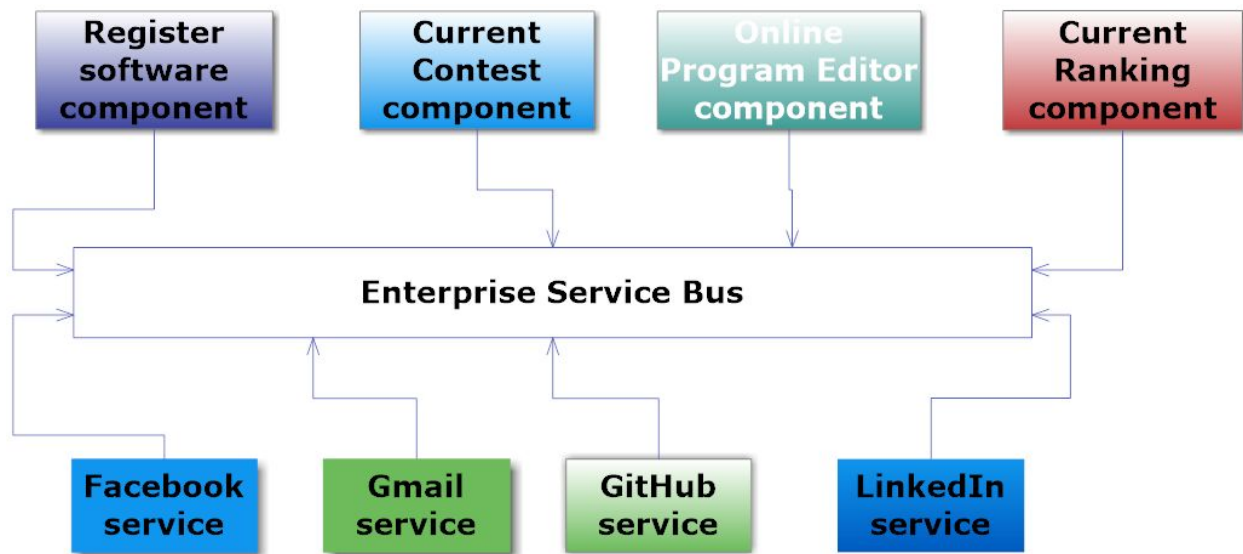 Register
software
component
Current
Contest
component
Online
Program Editor
component
Current
Ranking
component
Enterprise Service Bus
Facebook
service
Gmail
service
GitHub
service
LinkedIn
service